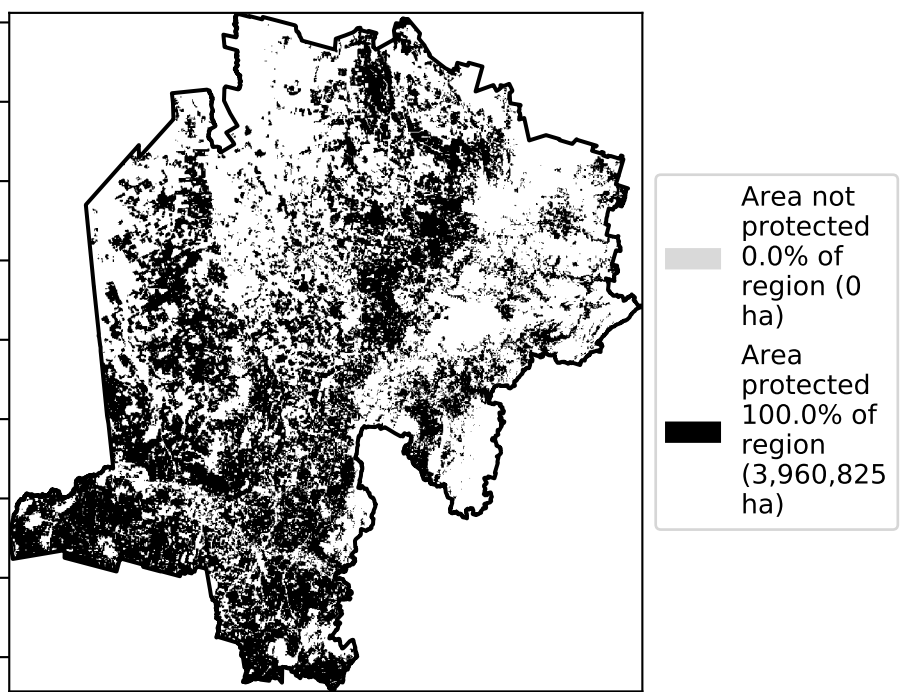 Area not
protected
0.0% of
region (0
ha)
Area
protected
100.0% of
region
(3,960,825
ha)